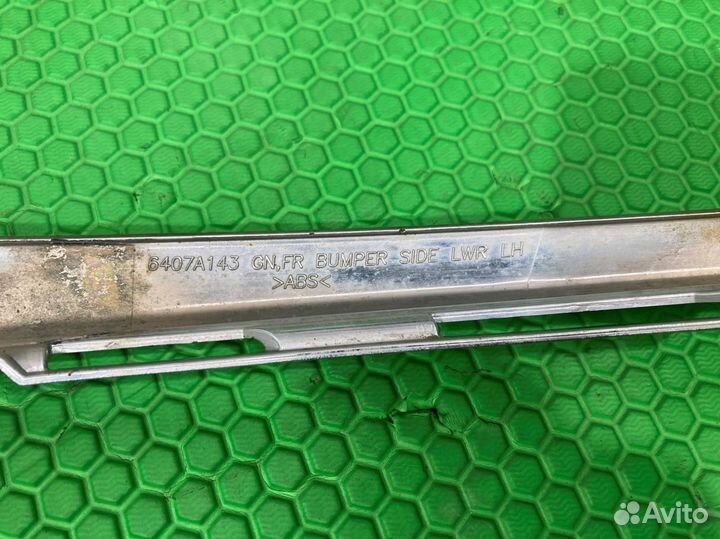 6407A143 GN,FR BUMPER SIDE LWR LH
>ABS<
Avito